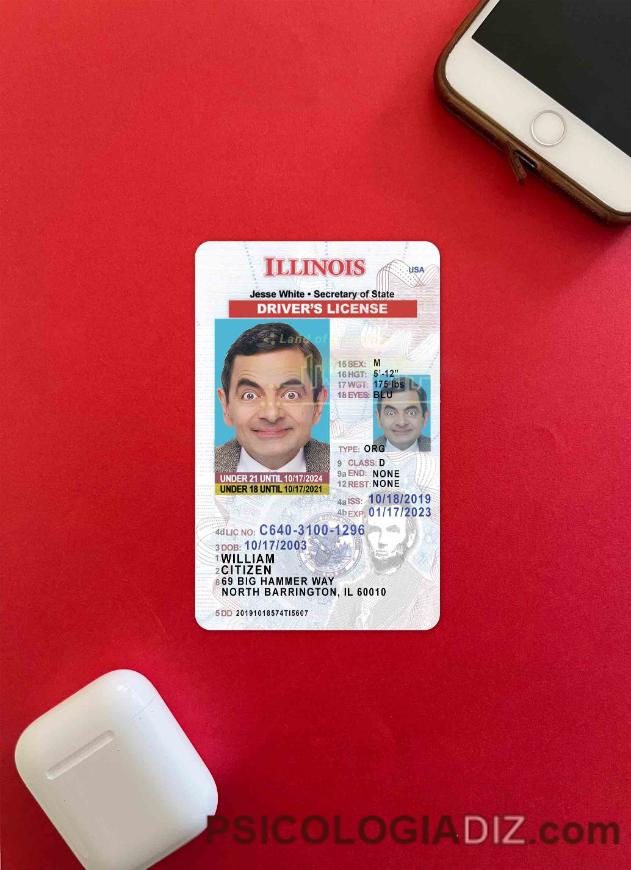 ILLINOIS
USA
Jesse White • Secretary of State
DRIVER'S LICENSE
Land of
15 SEX: M
16 HGT: 5'-12"
17 WGT: 175 lbs
18 EYES: BLU
TYPE: ORG
9 CLASS: D
9a END: NONE
12 REST: NONE
UNDER 21 UNTIL 10/17/2024
UNDER 18 UNTIL 10/17/2021
4a ISS: 10/18/2019
4b EXP: 01/17/2023
4d LIC NO: C640-3100-1296
3 DOB: 10/17/2003
1 WILLIAM
2 CITIZEN
8 69 BIG HAMMER WAY
NORTH BARRINGTON, IL 60010
5 DD 20191018574TI5607
PSICOLOGIADIZ.com